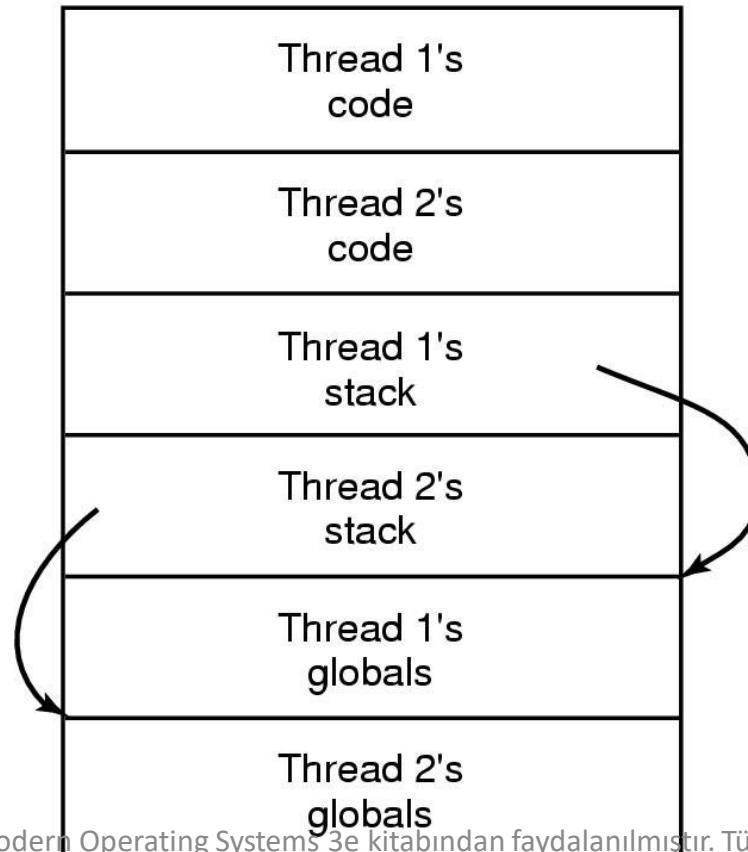 Thread 1's
code
Thread 2's
code
Thread 1's
stack
Thread 2's
stack
Thread 1's
globals
Thread 2's
globals
odern Operating Systems 3e kitabından faydalanılmıştır. Tü